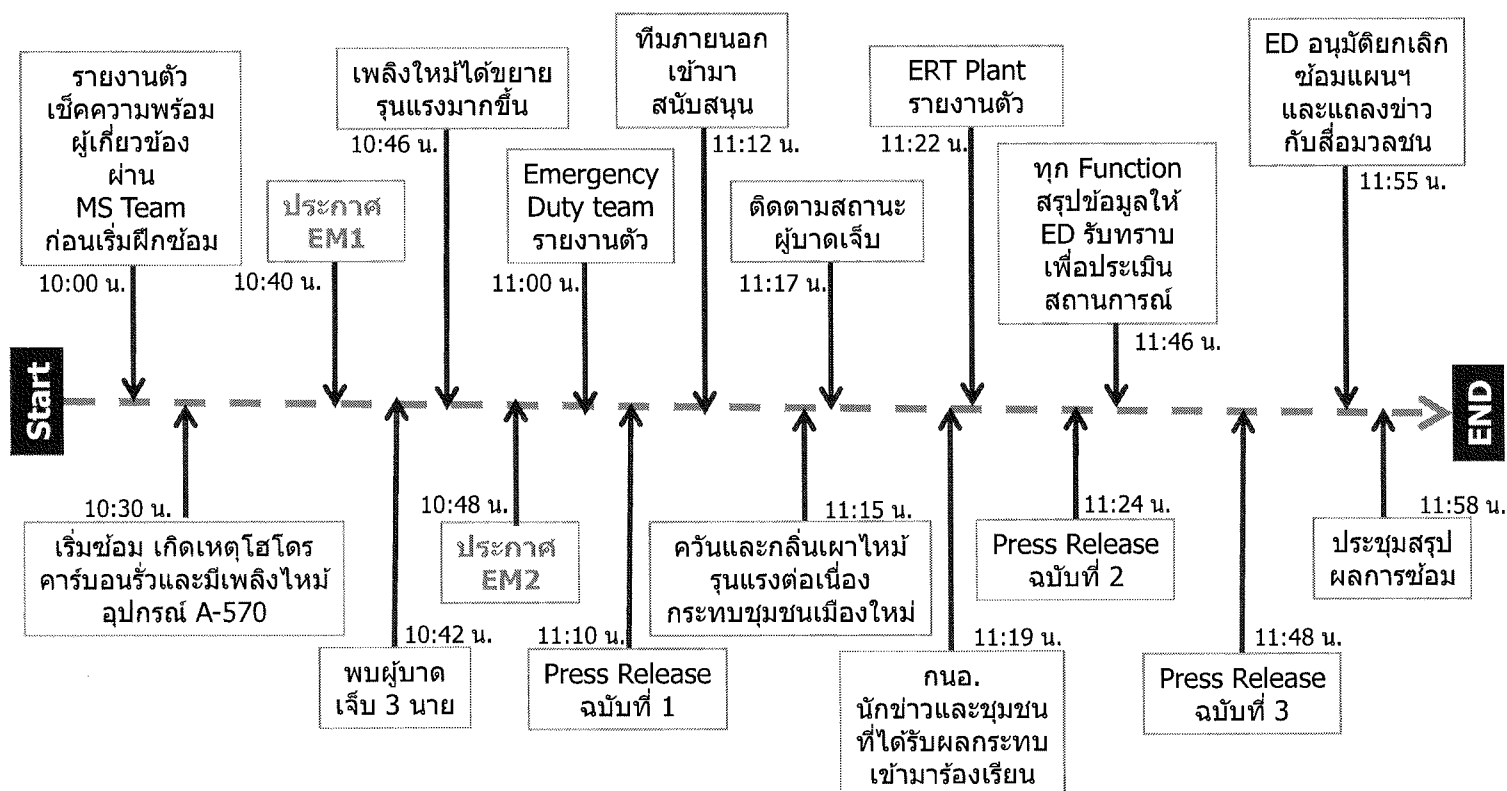 รายงานตัว
เช็คความพร้อม
ผู้เกี่ยวข้อง
ผ่าน
MS Team
ก่อนเริ่มฝึกซ้อม
10:00 น.
ประกาศ
EM1
10:40 น.
เพลิงใหม้ได้ขยาย
รุนแรงมากขึ้น
10:46 น.
Emergency
Duty team
รายงานตัว
11:00 น.
ทีมภายนอก
เข้ามา
สนับสนุน
11:12 น.
ติดตามสถานะ
ผู้บาดเจ็บ
11:17 น.
ERT Plant
รายงานตัว
11:22 น.
ทุก Function
สรุปข้อมูลให้
ED รับทราบ
เพื่อประเมิน
สถานการณ์
11:46 น.
ED อนุมัติยกเลิก
ซ้อมแผนฯ
และแถลงข่าว
กับสื่อมวลชน
11:55 น.
Start
END
10:30 น.
เริ่มซ้อม เกิดเหตุโฮโดร
คาร์บอนรั่วและมีเพลิงไหม้
อุปกรณ์ A-570
10:42 น.
พบผู้บาด
เจ็บ 3 นาย
10:48 น.
ประกาศ
EM2
11:10 น.
Press Release
ฉบับที่ 1
11:15 น.
ควันและกลิ่นเผาไหม้
รุนแรงต่อเนื่อง
กระทบชุมชนเมืองใหม่
11:19 น.
กนอ.
นักข่าวและชุมชน
ที่ได้รับผลกระทบ
เข้ามาร้องเรียน
11:24 น.
Press Release
ฉบับที่ 2
11:48 น.
Press Release
ฉบับที่ 3
11:58 น.
ประชุมสรุป
ผลการซ้อม